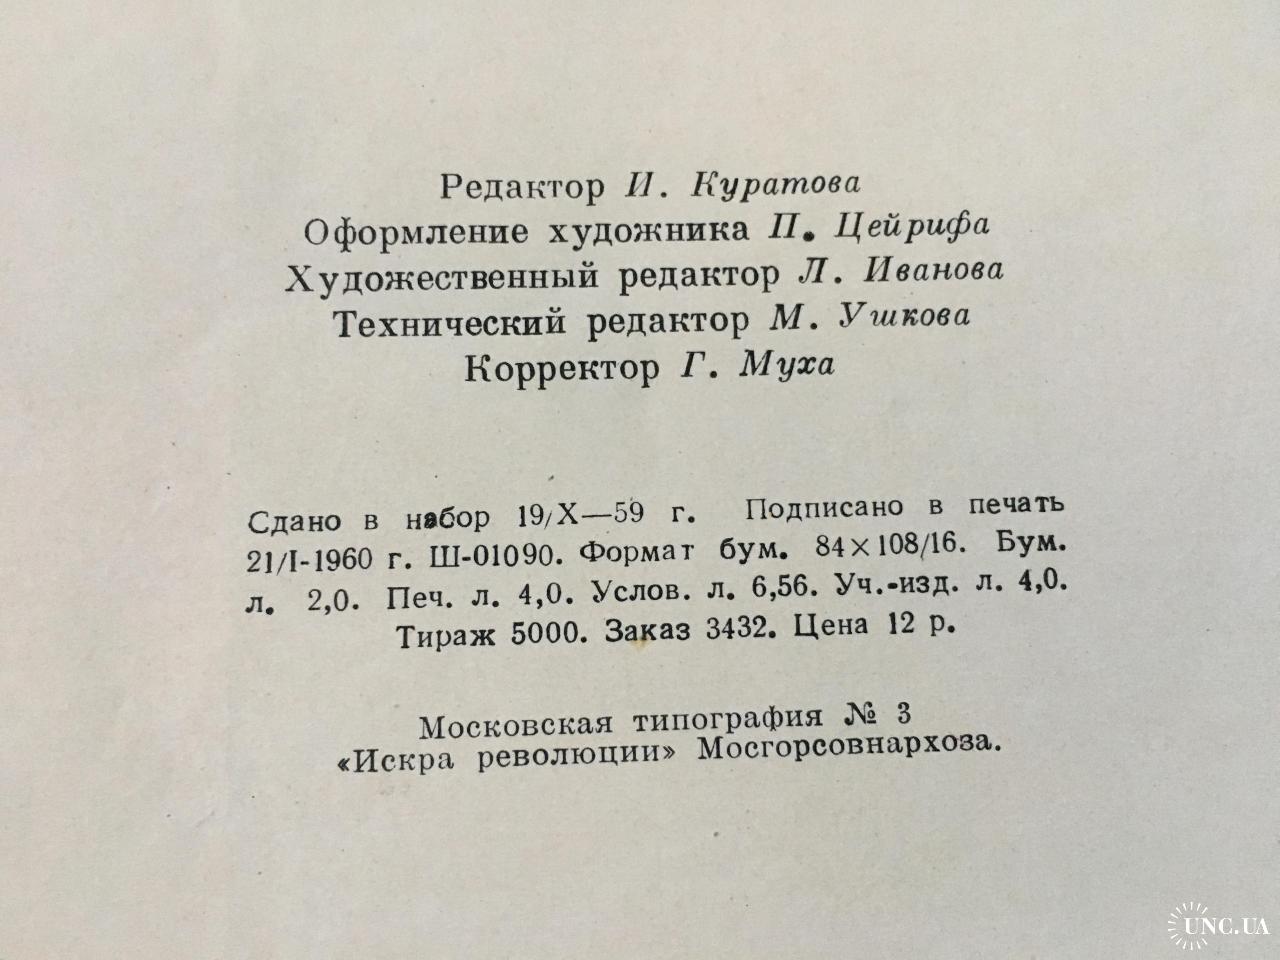 Редактор И. Куратова
Оформление художника П. Цейрифа
Художественный редактор Л. Иванова
Технический редактор М. Ушкова
Корректор Г. Муха
Сдано в набор 19/X—59 г. Подписано в печать
21/I-1960 г. Ш-01090. Формат бум. 84×108/16. Бум.
л. 2,0. Печ. л. 4,0. Услов. л. 6,56. Уч.-изд. л. 4,0.
Тираж 5000. Заказ 3432. Цена 12 р.
Московская типография № 3
«Искра революции» Мосгорсовнархоза.
UNC.UA